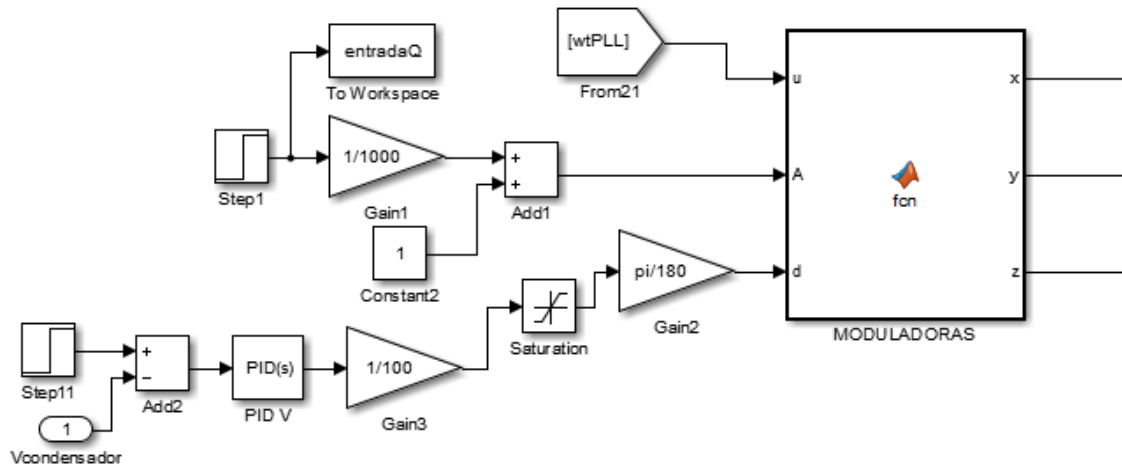 entradaQ
To Workspace
[wtPLL]
From21
Step1
1/1000
Gain1
+
+
Add1
1
Constant2
u
A
d
fcn
x
y
z
MODULADORAS
pi/180
Gain2
Saturation
Step11
+
−
Add2
PID(s)
PID V
1/100
Gain3
1
Vcondensador